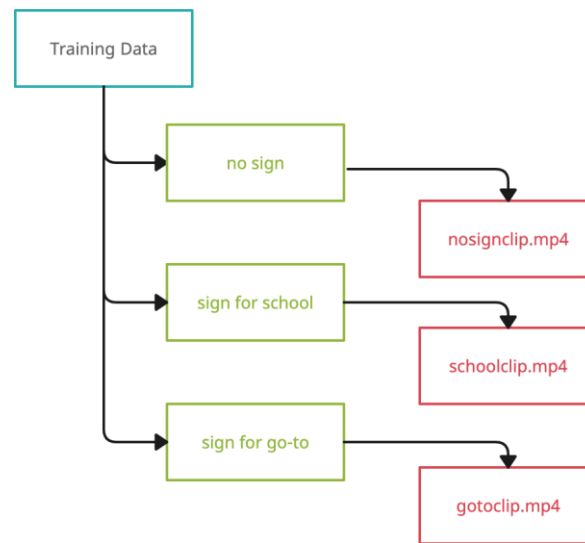 Training Data
no sign
nosignclip.mp4
sign for school
schoolclip.mp4
sign for go-to
gotoclip.mp4